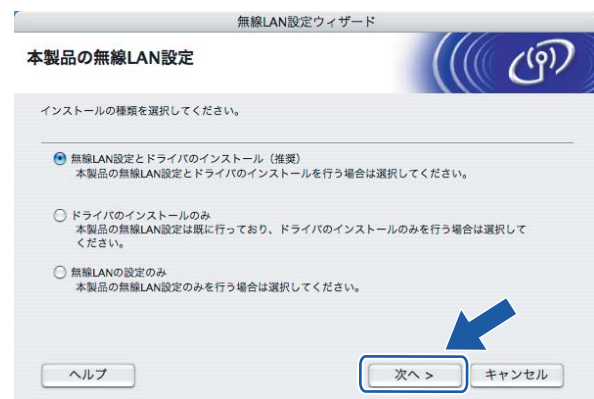 無線LAN設定ウィザード
本製品の無線LAN設定
インストールの種類を選択してください。
無線LAN設定とドライバのインストール（推奨）
本製品の無線LAN設定とドライバのインストールを行う場合は選択してください。
ドライバのインストールのみ
本製品の無線LAN設定は既に行っており、ドライバのインストールのみを行う場合は選択して
ください。
無線LANの設定のみ
本製品の無線LAN設定のみを行う場合は選択してください。
ヘルプ 次へ > キャンセル